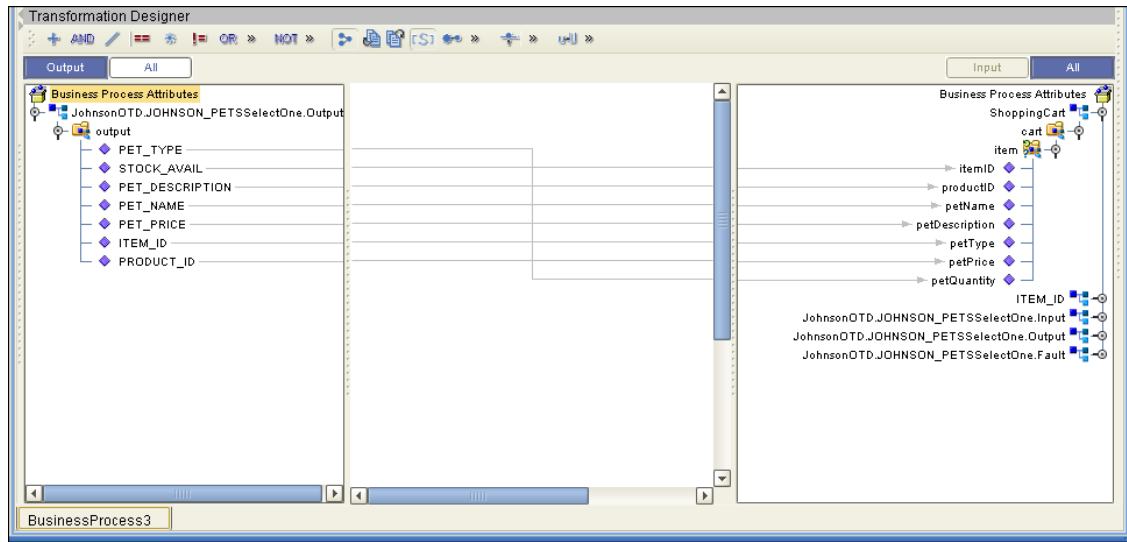 Transformation Designer
AND == != OR » NOT » [S] » » »
Output All Input All
Business Process Attributes
JohnsonOTD.JOHNSON_PETSSelectOne.Output
output
PET_TYPE
STOCK_AVAIL
PET_DESCRIPTION
PET_NAME
PET_PRICE
ITEM_ID
PRODUCT_ID
Business Process Attributes
ShoppingCart
cart
item
itemID
productID
petName
petDescription
petType
petPrice
petQuantity
ITEM_ID
JohnsonOTD.JOHNSON_PETSSelectOne.Input
JohnsonOTD.JOHNSON_PETSSelectOne.Output
JohnsonOTD.JOHNSON_PETSSelectOne.Fault
BusinessProcess3